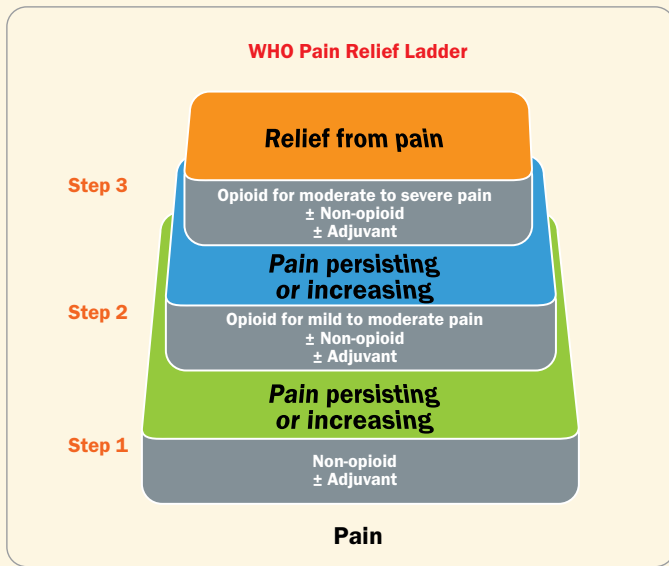 WHO Pain Relief Ladder
Relief from pain
Step 3
Opioid for moderate to severe pain
± Non-opioid
± Adjuvant
Pain persisting
or increasing
Step 2
Opioid for mild to moderate pain
± Non-opioid
± Adjuvant
Pain persisting
or increasing
Step 1
Non-opioid
± Adjuvant
Pain